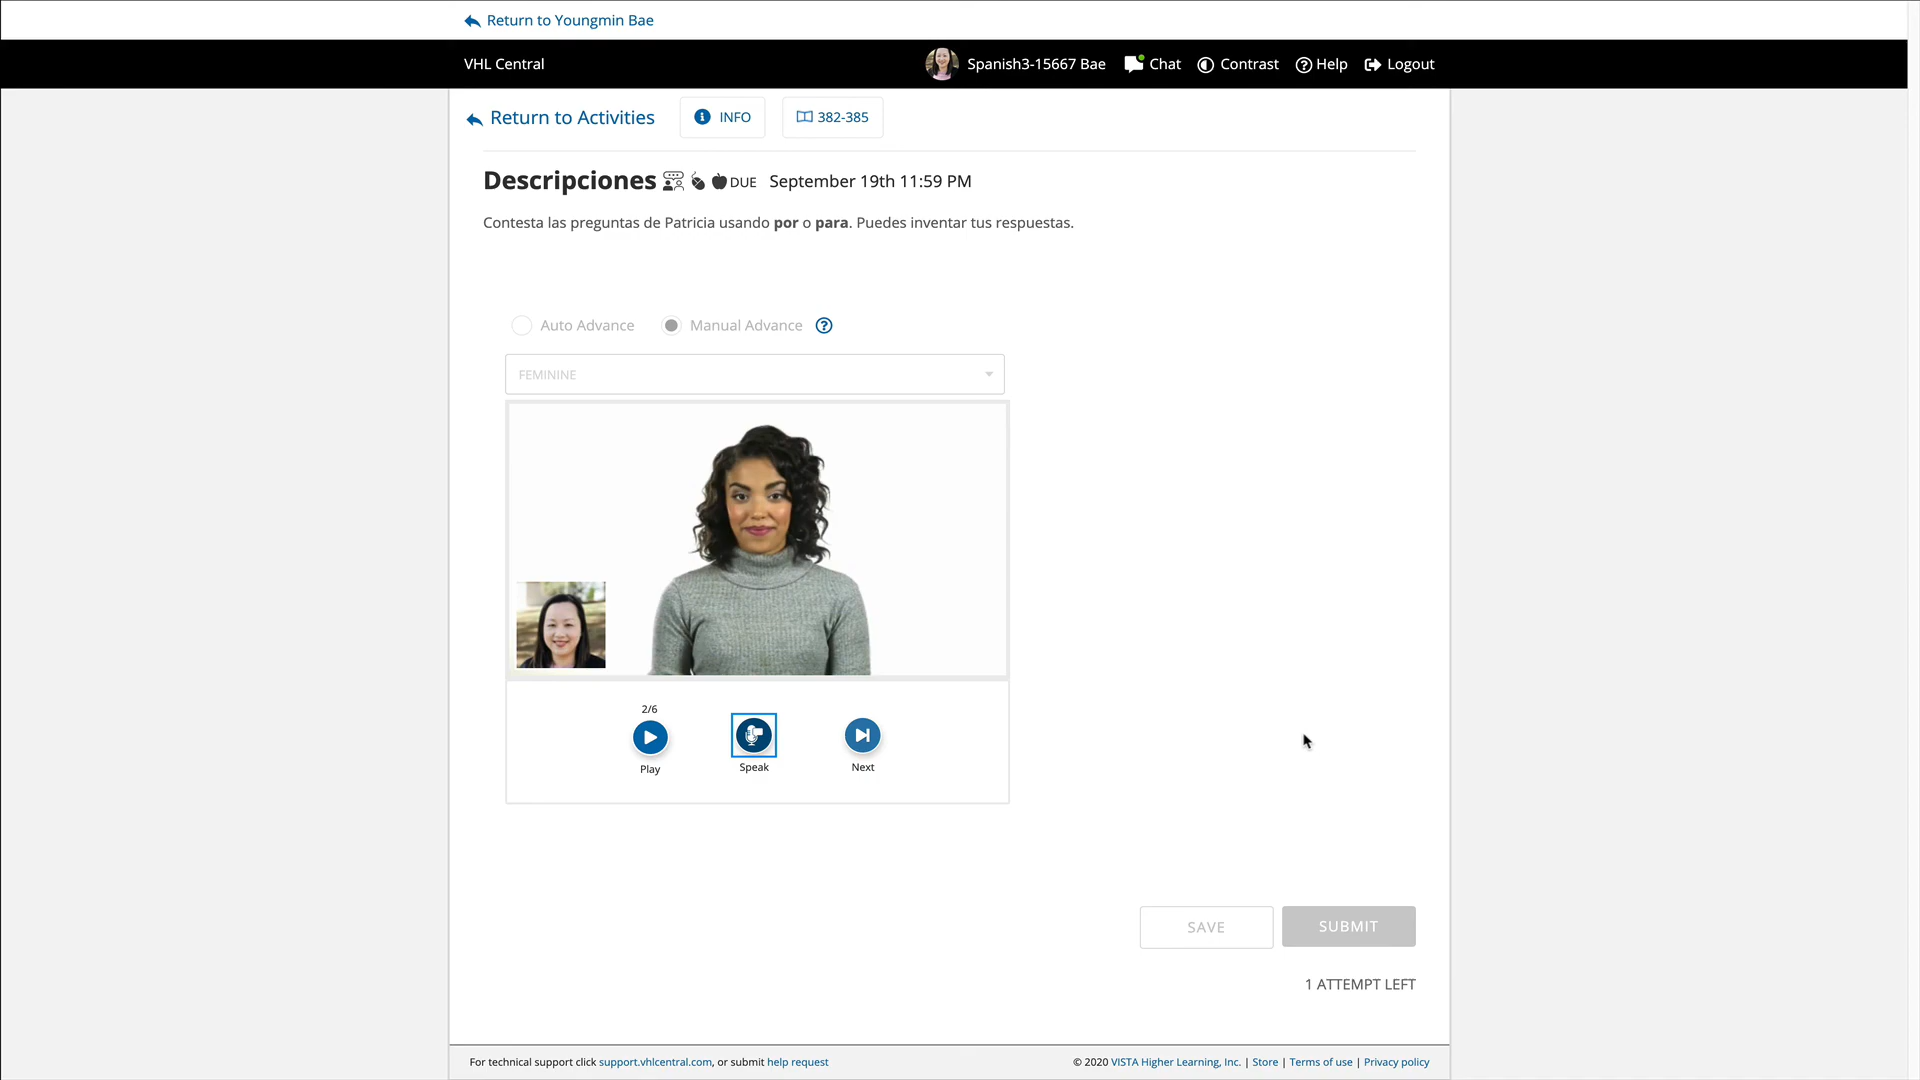 Return to Youngmin Bae
VHL Central
Spanish3-15667 Bae
Chat
Contrast
Help
Logout
Return to Activities
INFO
382-385
Descripciones DUE September 19th 11:59 PM
Contesta las preguntas de Patricia usando por o para. Puedes inventar tus respuestas.
Auto Advance
Manual Advance
FEMININE
2/6
Play
Speak
Next
SAVE
SUBMIT
1 ATTEMPT LEFT
For technical support click support.vhlcentral.com, or submit help request
© 2020 VISTA Higher Learning, Inc. | Store | Terms of use | Privacy policy